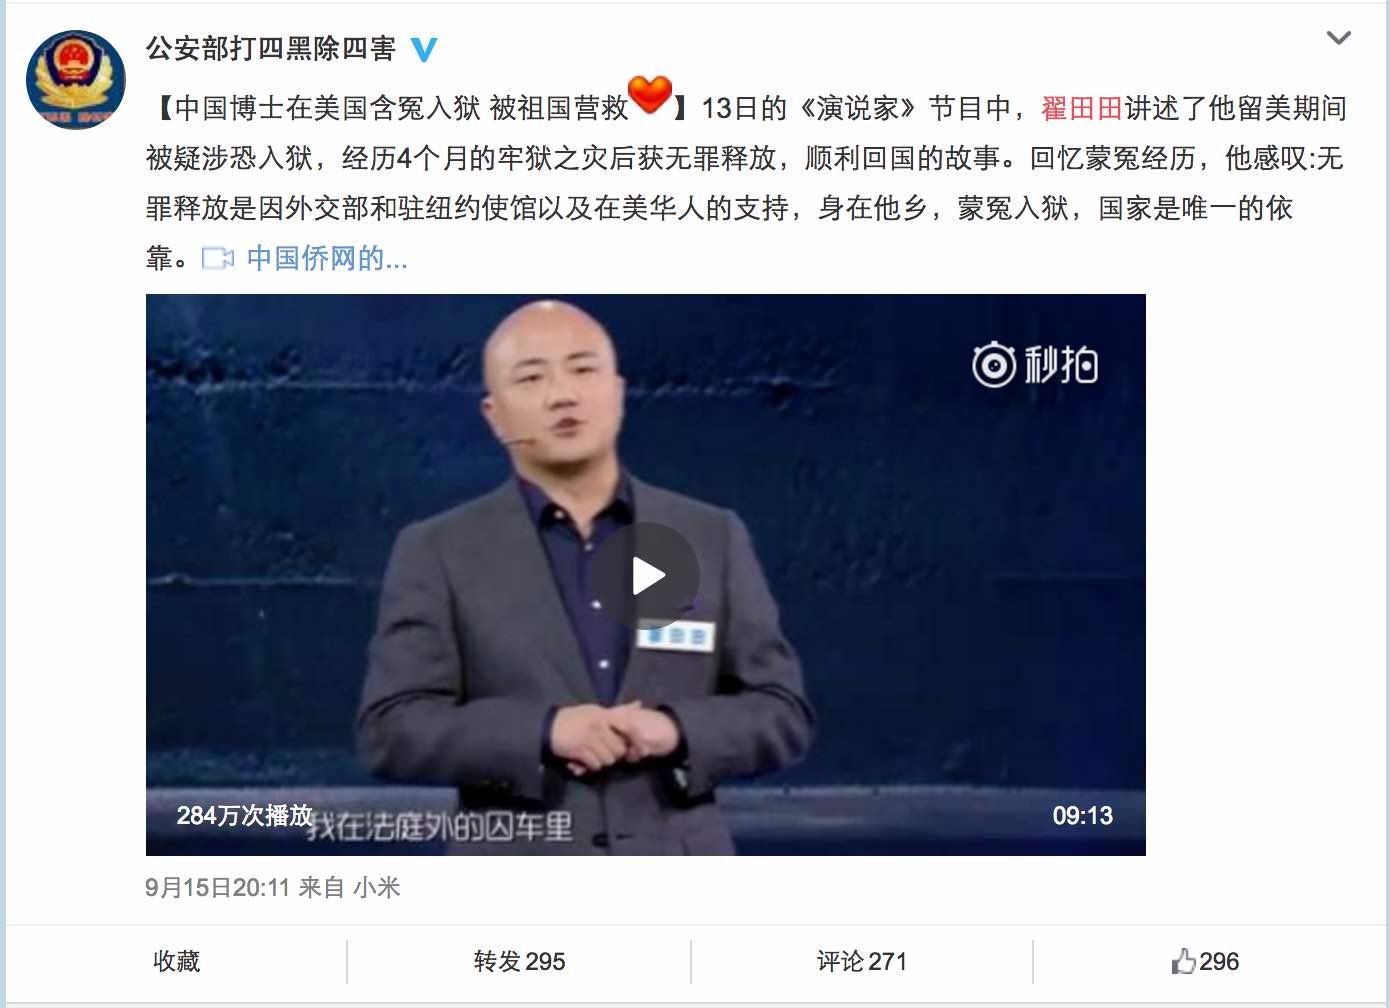 公安部打四黑除四害
【中国博士在美国含冤入狱 被祖国营救】13日的《演说家》节目中，翟田田讲述了他留美期间
被疑涉恐入狱，经历4个月的牢狱之灾后获无罪释放，顺利回国的故事。回忆蒙冤经历，他感叹:无
罪释放是因外交部和驻纽约使馆以及在美华人的支持，身在他乡，蒙冤入狱，国家是唯一的依
靠。 中国侨网的...
秒拍
284万次播放
我在法庭外的囚车里
09:13
9月15日20:11 来自 小米
收藏 转发 295 评论 271 296